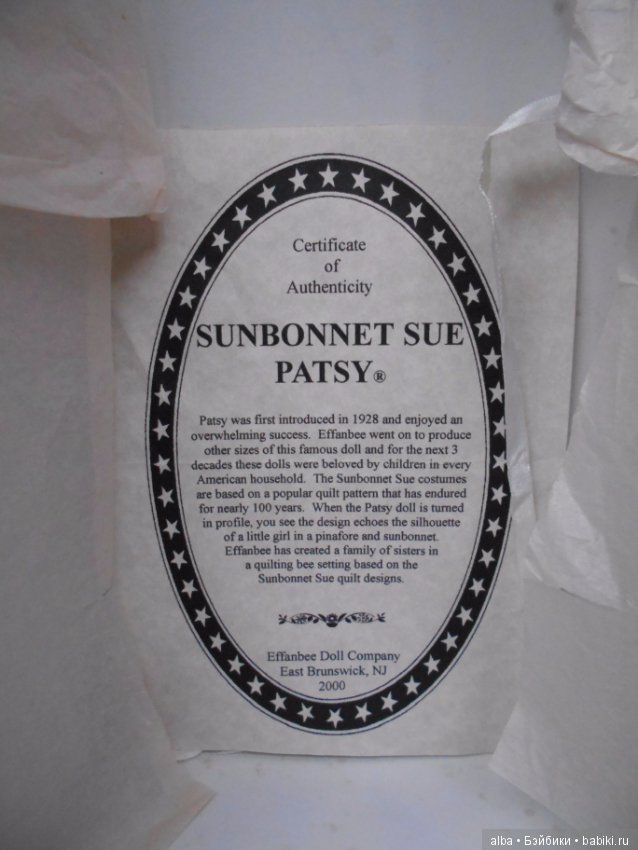 Certificate
of
Authenticity
SUNBONNET SUE
PATSY®
Patsy was first introduced in 1928 and enjoyed an
overwhelming success. Effanbee went on to produce
other sizes of this famous doll and for the next 3
decades these dolls were beloved by children in every
American household. The Sunbonnet Sue costumes
are based on a popular quilt pattern that has endured
for nearly 100 years. When the Patsy doll is turned
in profile, you see the design echoes the silhouette
of a little girl in a pinafore and sunbonnet.
Effanbee has created a family of sisters in
a quilting bee setting based on the
Sunbonnet Sue quilt designs.
Effanbee Doll Company
East Brunswick, NJ
2000
alba • Бэйбики • babiki.ru